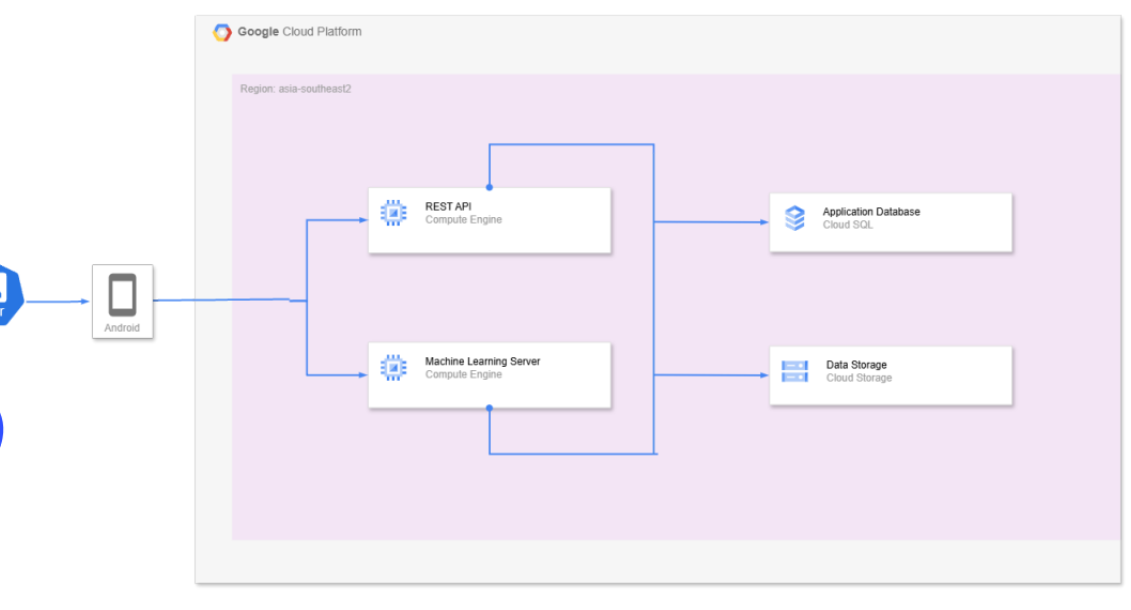 Google Cloud Platform
Region: asia-southeast2
REST API
Compute Engine
Application Database
Cloud SQL
Android
Machine Learning Server
Compute Engine
Data Storage
Cloud Storage